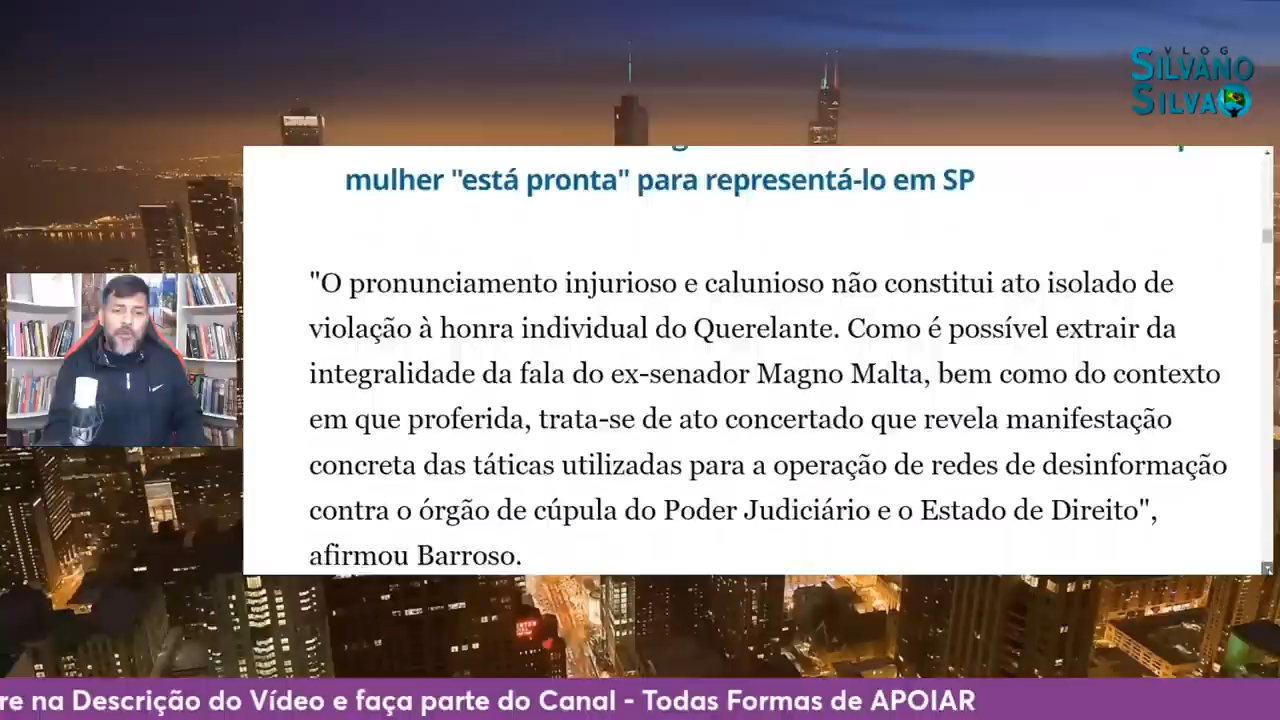 VLOG
SILVANO
SILVA
mulher "está pronta" para representá-lo em SP
"O pronunciamento injurioso e calunioso não constitui ato isolado de
violação à honra individual do Querelante. Como é possível extrair da
integralidade da fala do ex-senador Magno Malta, bem como do contexto
em que proferida, trata-se de ato concertado que revela manifestação
concreta das táticas utilizadas para a operação de redes de desinformação
contra o órgão de cúpula do Poder Judiciário e o Estado de Direito",
afirmou Barroso.
re na Descrição do Vídeo e faça parte do Canal - Todas Formas de APOIAR